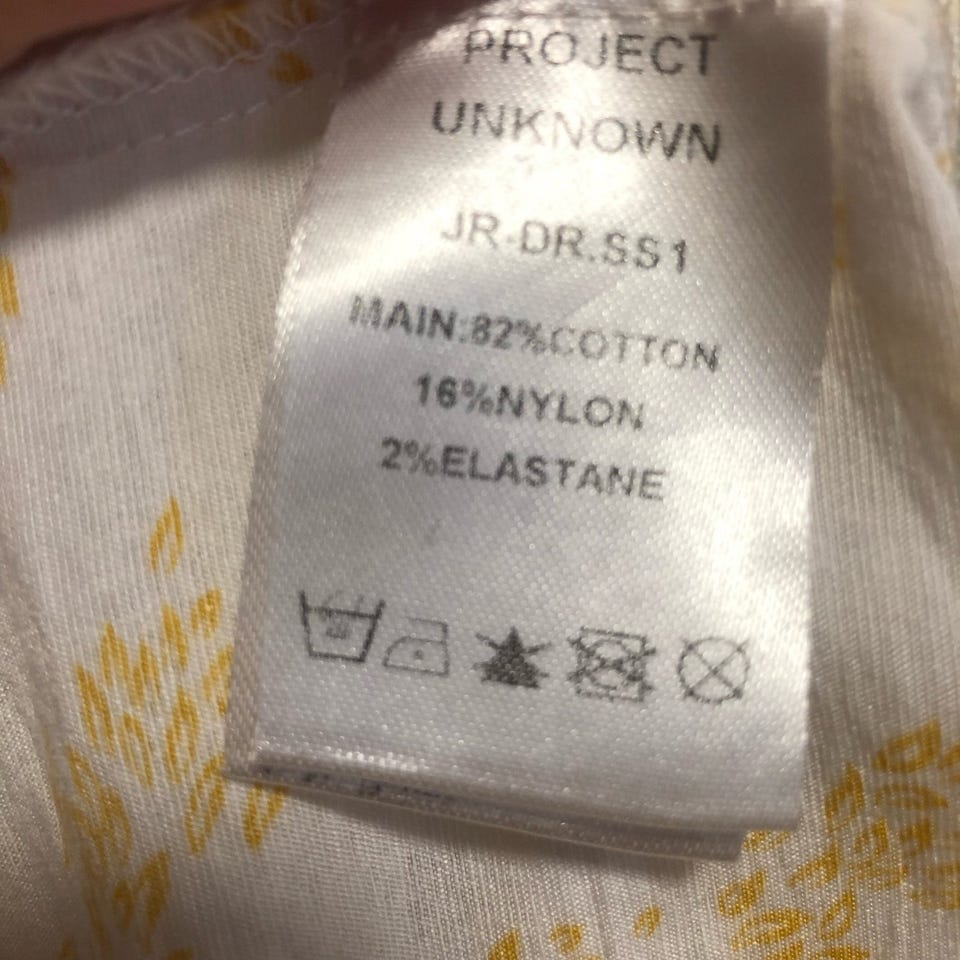 PROJECT
UNKNOWN
JR-DR.SS1
MAIN:82%COTTON
16%NYLON
2%ELASTANE